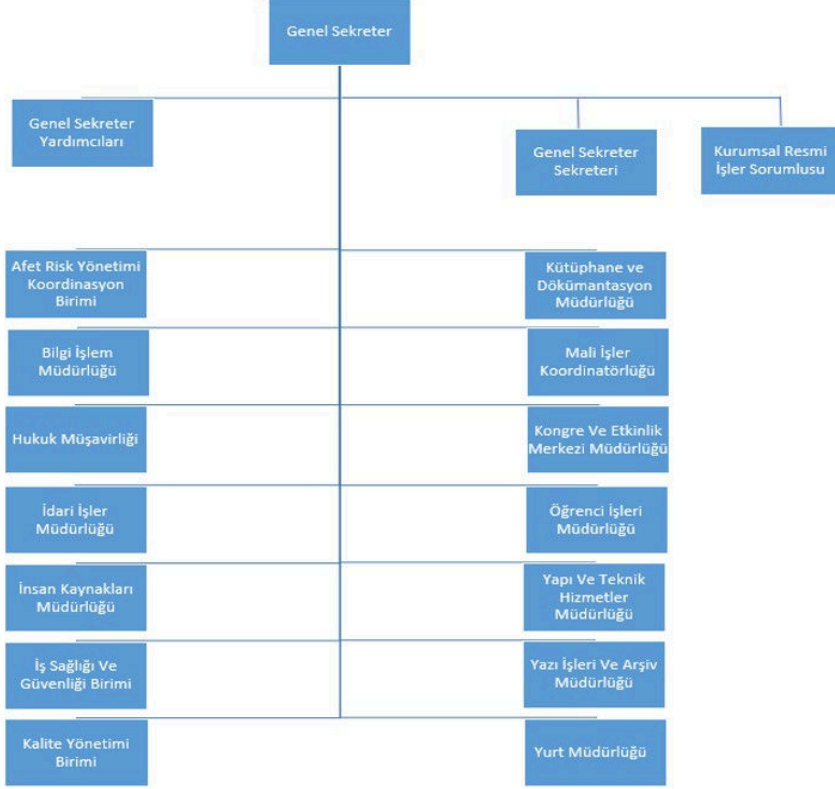 Genel Sekreter
Genel Sekreter
Yardımcıları
Genel Sekreter
Sekreteri
Kurumsal Resmi
İşler Sorumlusu
Afet Risk Yönetimi
Koordinasyon
Birimi
Kütüphane ve
Dökümantasyon
Müdürlüğü
Bilgi İşlem
Müdürlüğü
Mali İşler
Koordinatörlüğü
Hukuk Müşavirliği
Kongre Ve Etkinlik
Merkezi Müdürlüğü
İdari İşler
Müdürlüğü
Öğrenci İşleri
Müdürlüğü
İnsan Kaynakları
Müdürlüğü
Yapı Ve Teknik
Hizmetler
Müdürlüğü
İş Sağlığı Ve
Güvenliği Birimi
Yazı İşleri Ve Arşiv
Müdürlüğü
Kalite Yönetimi
Birimi
Yurt Müdürlüğü